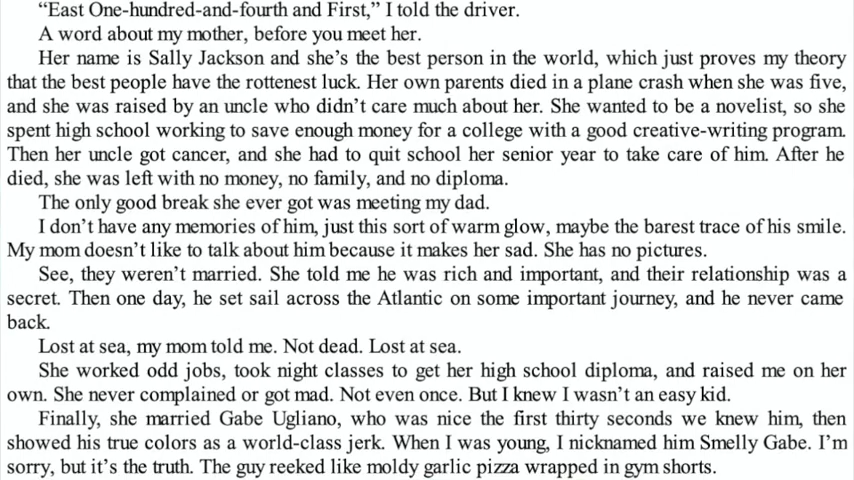 “East One-hundred-and-fourth and First,” I told the driver.
A word about my mother, before you meet her.
Her name is Sally Jackson and she’s the best person in the world, which just proves my theory
that the best people have the rottenest luck. Her own parents died in a plane crash when she was five,
and she was raised by an uncle who didn’t care much about her. She wanted to be a novelist, so she
spent high school working to save enough money for a college with a good creative-writing program.
Then her uncle got cancer, and she had to quit school her senior year to take care of him. After he
died, she was left with no money, no family, and no diploma.
The only good break she ever got was meeting my dad.
I don’t have any memories of him, just this sort of warm glow, maybe the barest trace of his smile.
My mom doesn’t like to talk about him because it makes her sad. She has no pictures.
See, they weren’t married. She told me he was rich and important, and their relationship was a
secret. Then one day, he set sail across the Atlantic on some important journey, and he never came
back.
Lost at sea, my mom told me. Not dead. Lost at sea.
She worked odd jobs, took night classes to get her high school diploma, and raised me on her
own. She never complained or got mad. Not even once. But I knew I wasn’t an easy kid.
Finally, she married Gabe Ugliano, who was nice the first thirty seconds we knew him, then
showed his true colors as a world-class jerk. When I was young, I nicknamed him Smelly Gabe. I’m
sorry, but it’s the truth. The guy reeked like moldy garlic pizza wrapped in gym shorts.